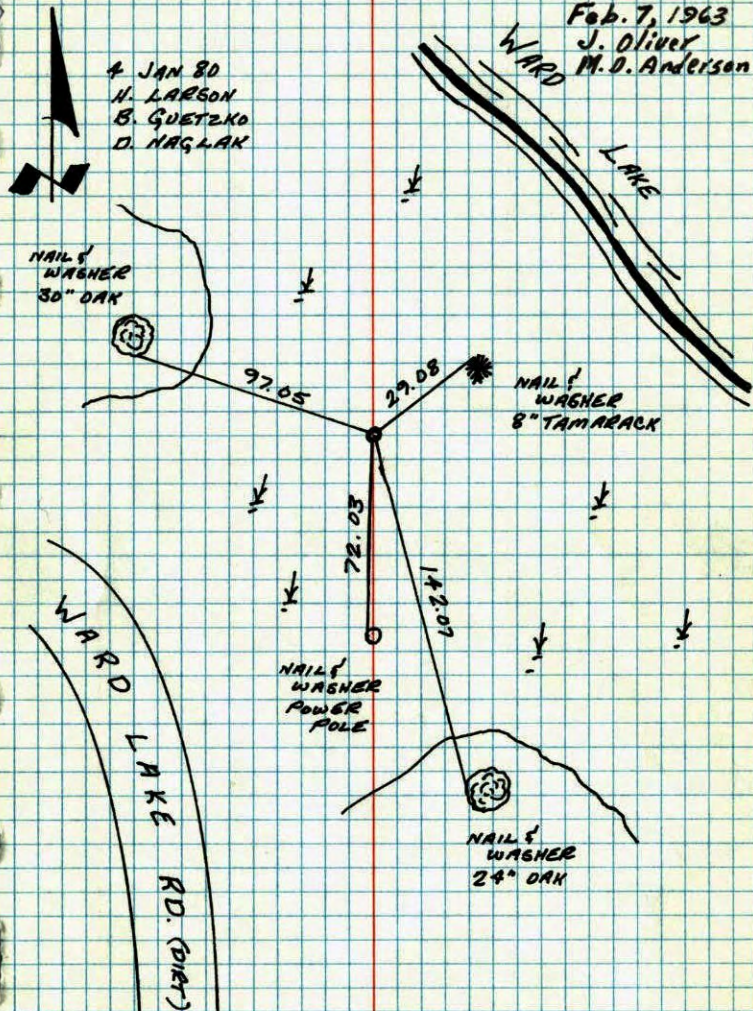 Feb. 7, 1963
J. Oliver
M.D. Anderson
4 JAN 80
H. LARSON
B. GUETZKO
D. NAGLAK
N
WARD
LAKE
NAIL &
WASHER
30" OAK
97.05
29.08
NAIL &
WASHER
8" TAMARACK
72.03
142.07
NAIL &
WASHER
POWER
POLE
WARD LAKE RD. (DIRT)
NAIL &
WASHER
24" OAK